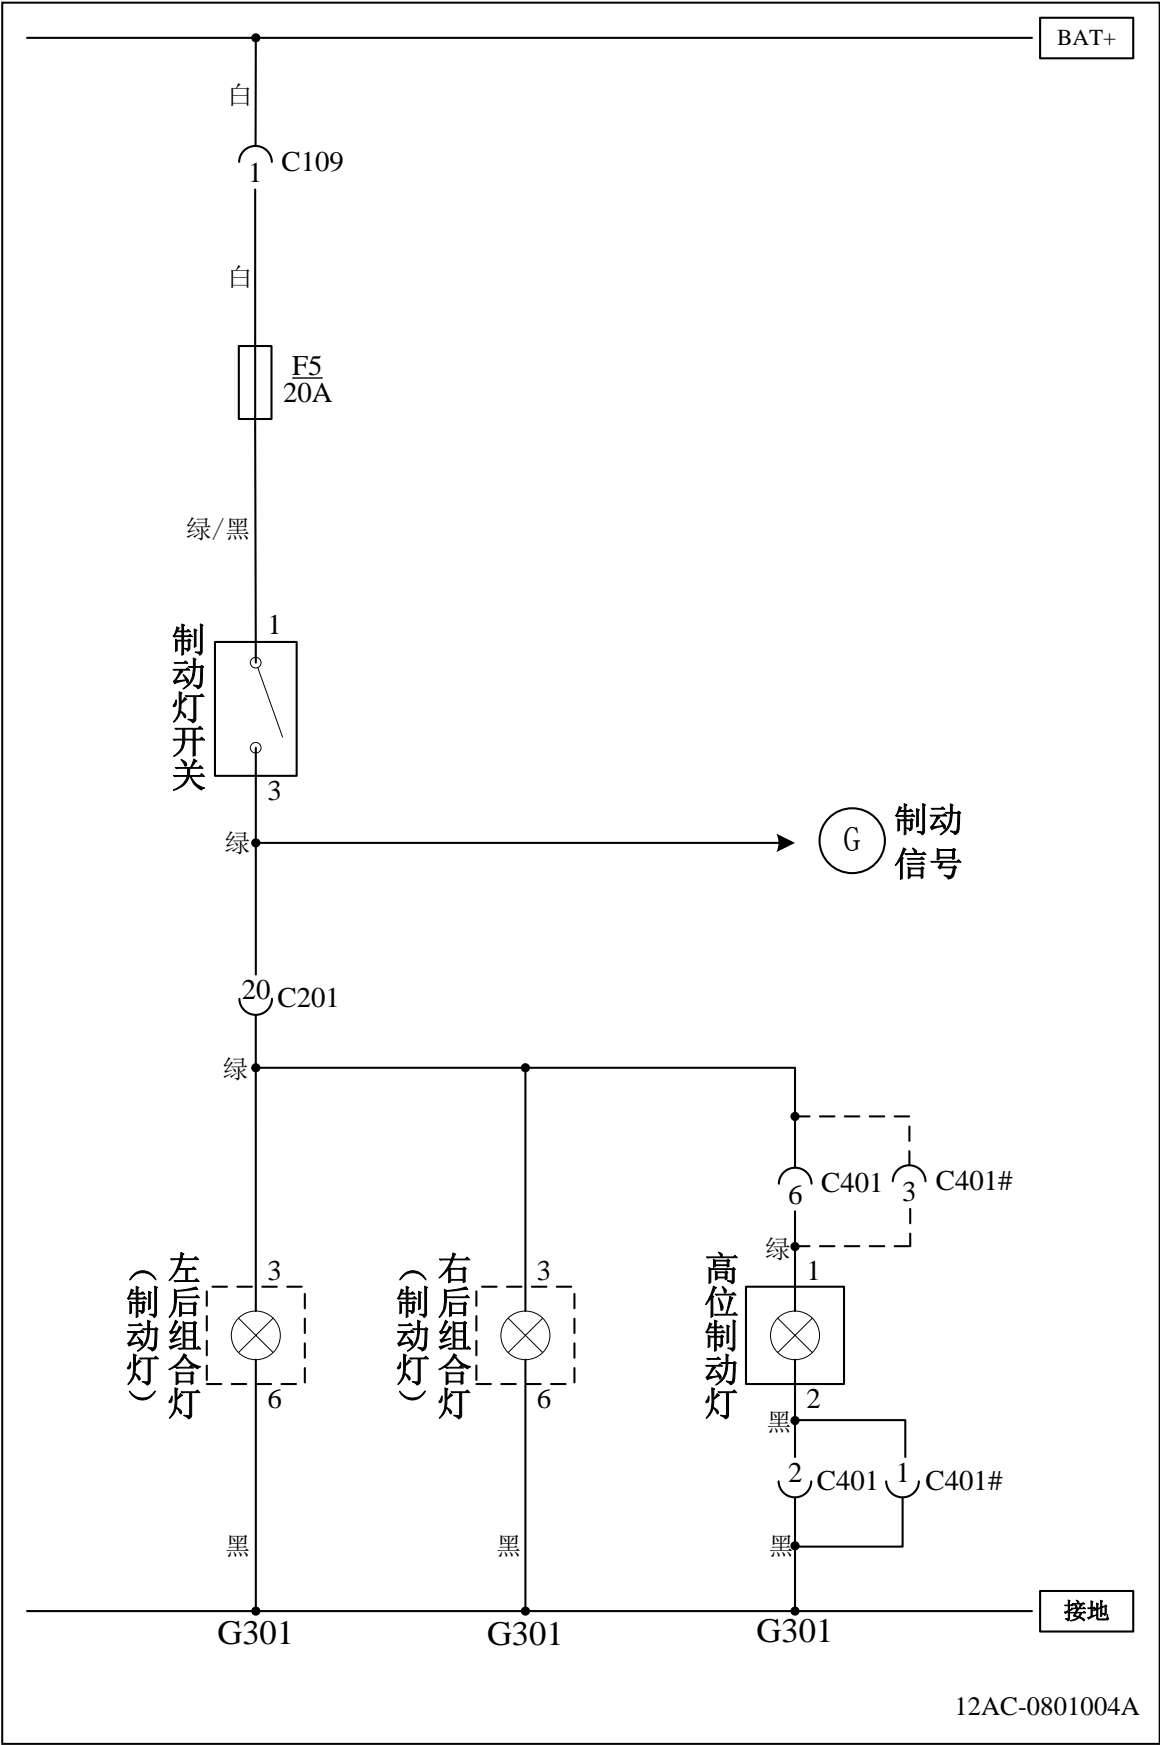 BAT+
白
C109
1
白
F5
20A
绿/黑
1
制动灯开关
3
绿
G
制动
信号
20
C201
绿
C401
6
C401#
3
绿
左后组合灯
（制动灯）
3
6
右后组合灯
（制动灯）
3
6
高位制动灯
1
2
黑
2
C401
1
C401#
黑
黑
黑
接地
G301
G301
G301
12AC-0801004A